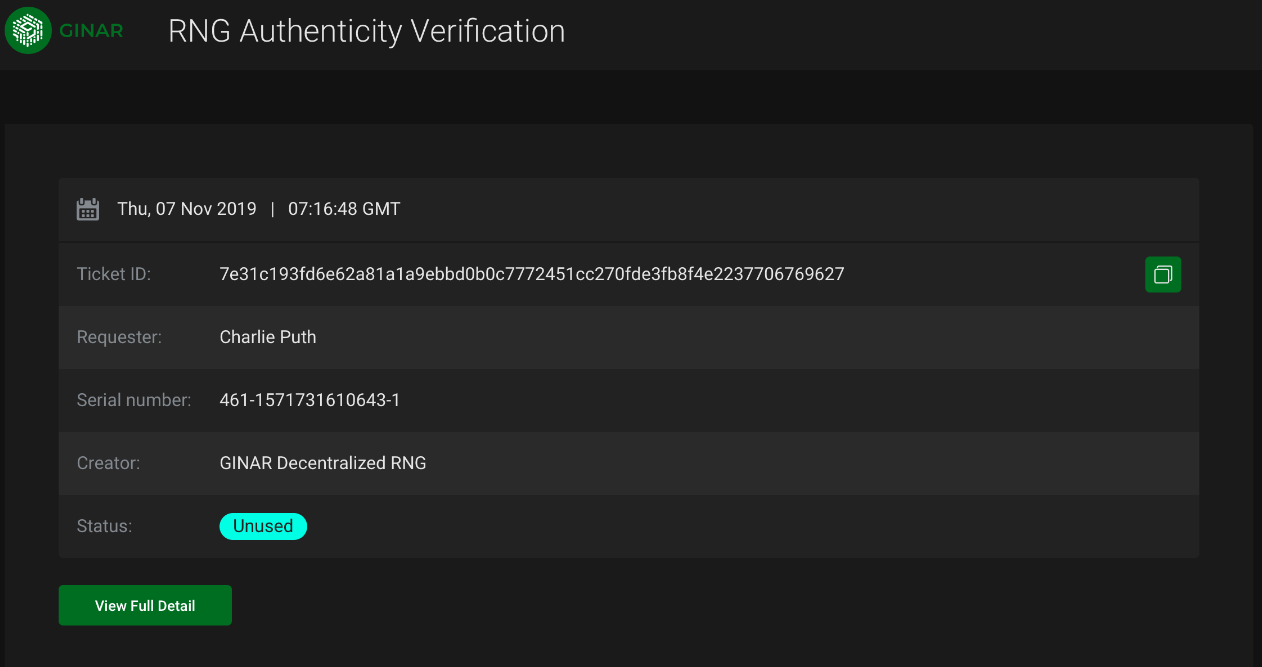 GINAR
RNG Authenticity Verification
Thu, 07 Nov 2019 | 07:16:48 GMT
Ticket ID: 7e31c193fd6e62a81a1a9ebbd0b0c7772451cc270fde3fb8f4e2237706769627
Requester: Charlie Puth
Serial number: 461-1571731610643-1
Creator: GINAR Decentralized RNG
Status: Unused
View Full Detail